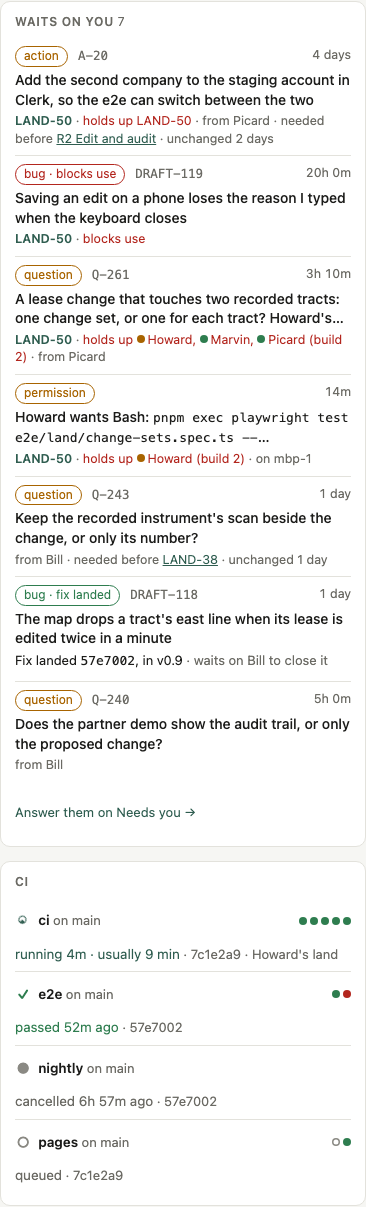 WAITS ON YOU 7
action A-20 4 days
Add the second company to the staging account in
Clerk, so the e2e can switch between the two
LAND-50 · holds up LAND-50 · from Picard · needed
before R2 Edit and audit · unchanged 2 days
bug · blocks use DRAFT-119 20h 0m
Saving an edit on a phone loses the reason I typed
when the keyboard closes
LAND-50 · blocks use
question Q-261 3h 10m
A lease change that touches two recorded tracts:
one change set, or one for each tract? Howard's...
LAND-50 · holds up Howard, Marvin, Picard (build
2) · from Picard
permission 14m
Howard wants Bash: pnpm exec playwright test
e2e/land/change-sets.spec.ts --...
LAND-50 · holds up Howard (build 2) · on mbp-1
question Q-243 1 day
Keep the recorded instrument's scan beside the
change, or only its number?
from Bill · needed before LAND-38 · unchanged 1 day
bug · fix landed DRAFT-118 1 day
The map drops a tract's east line when its lease is
edited twice in a minute
Fix landed 57e7002, in v0.9 · waits on Bill to close it
question Q-240 5h 0m
Does the partner demo show the audit trail, or only
the proposed change?
from Bill
Answer them on Needs you →
CI
ci on main
running 4m · usually 9 min · 7c1e2a9 · Howard's land
e2e on main
passed 52m ago · 57e7002
nightly on main
cancelled 6h 57m ago · 57e7002
pages on main
queued · 7c1e2a9